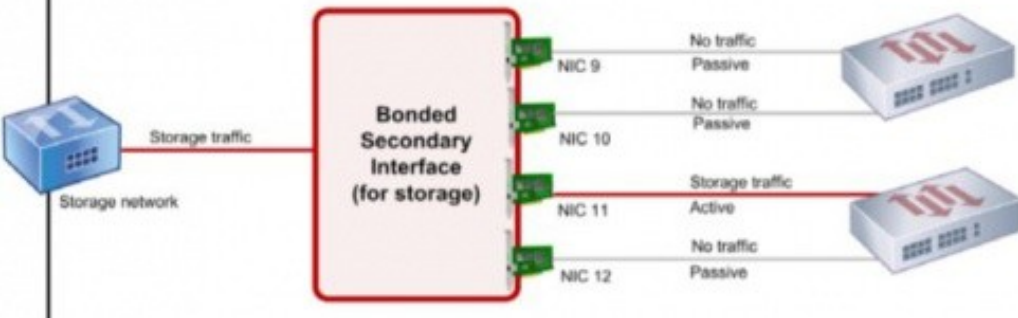 Storage traffic
Storage network
Bonded
Secondary
Interface
(for storage)
NIC 9
No traffic
Passive
NIC 10
No traffic
Passive
NIC 11
Storage traffic
Active
NIC 12
No traffic
Passive